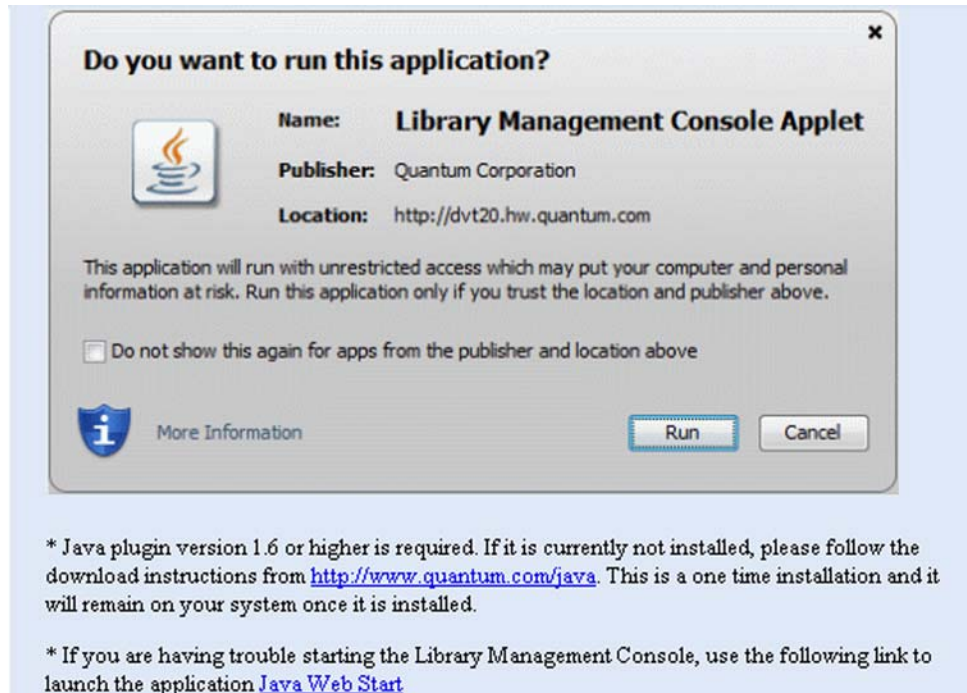 Do you want to run this application?
Name: Library Management Console Applet
Publisher: Quantum Corporation
Location: http://dvt20.hw.quantum.com
This application will run with unrestricted access which may put your computer and personal
information at risk. Run this application only if you trust the location and publisher above.
Do not show this again for apps from the publisher and location above
More Information
Run
Cancel
* Java plugin version 1.6 or higher is required. If it is currently not installed, please follow the
download instructions from http://www.quantum.com/java. This is a one time installation and it
will remain on your system once it is installed.
* If you are having trouble starting the Library Management Console, use the following link to
launch the application Java Web Start